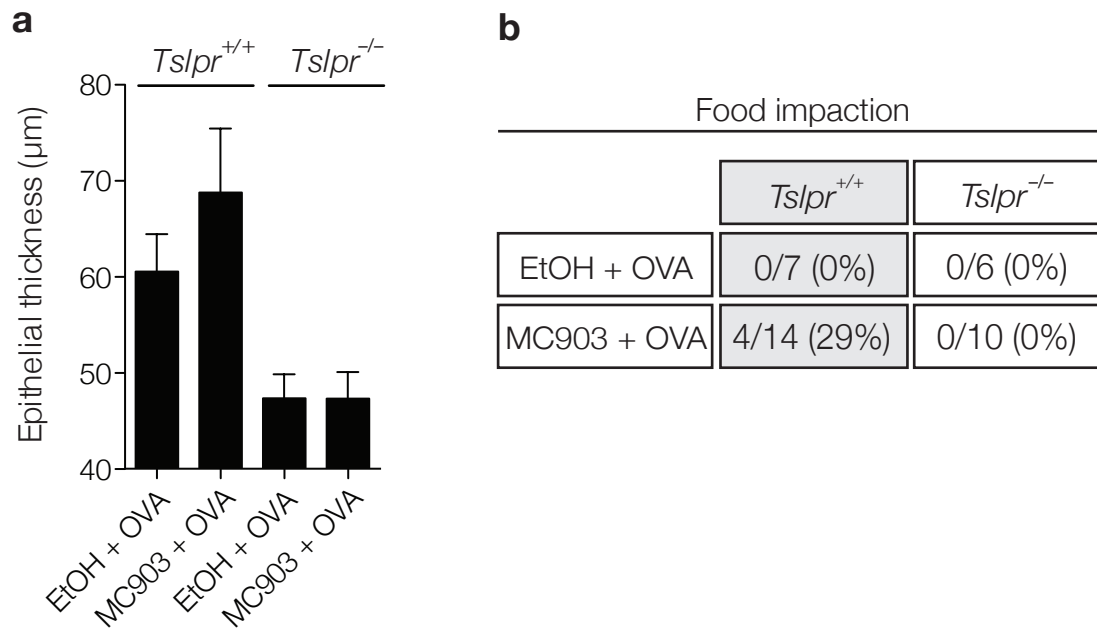 a
Tslpr+/+ Tslpr−/−
Epithelial thickness (µm)
80
70
60
50
40
EtOH + OVA
MC903 + OVA
EtOH + OVA
MC903 + OVA
b
Food impaction
Tslpr+/+ Tslpr−/−
EtOH + OVA 0/7 (0%) 0/6 (0%)
MC903 + OVA 4/14 (29%) 0/10 (0%)